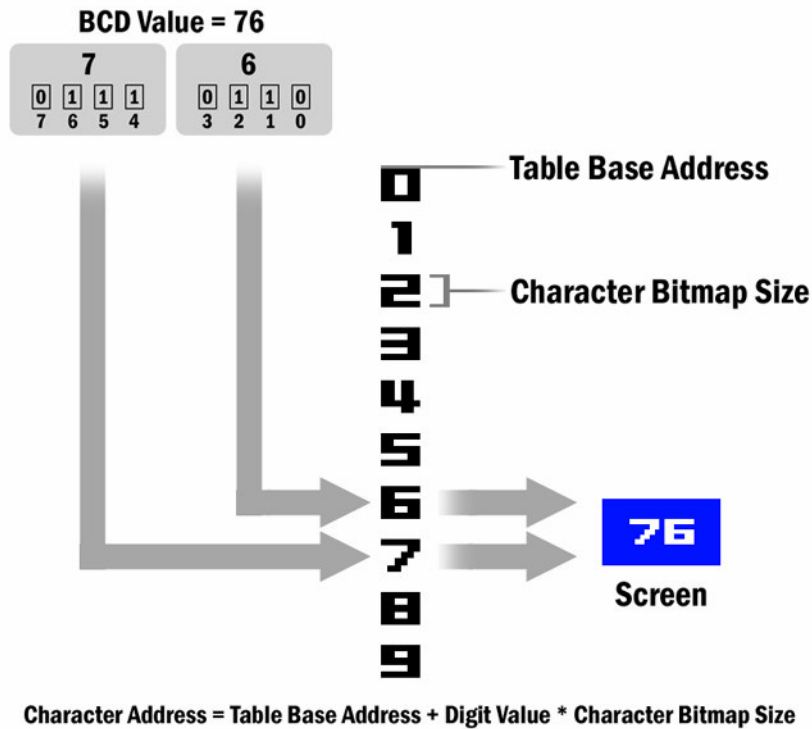 BCD Value = 76
7 6
0 1 1 1 0 1 1 0
7 6 5 4 3 2 1 0
Table Base Address
0
1
2
Character Bitmap Size
3
4
5
6
7
76
Screen
8
9
Character Address = Table Base Address + Digit Value * Character Bitmap Size